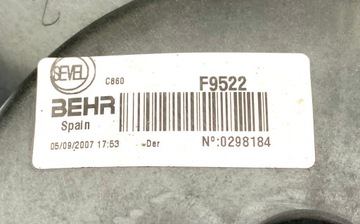 SEVEL
C860
F9522
BEHR
Spain
05/09/2007 17:53
-Der
Nº:0298184